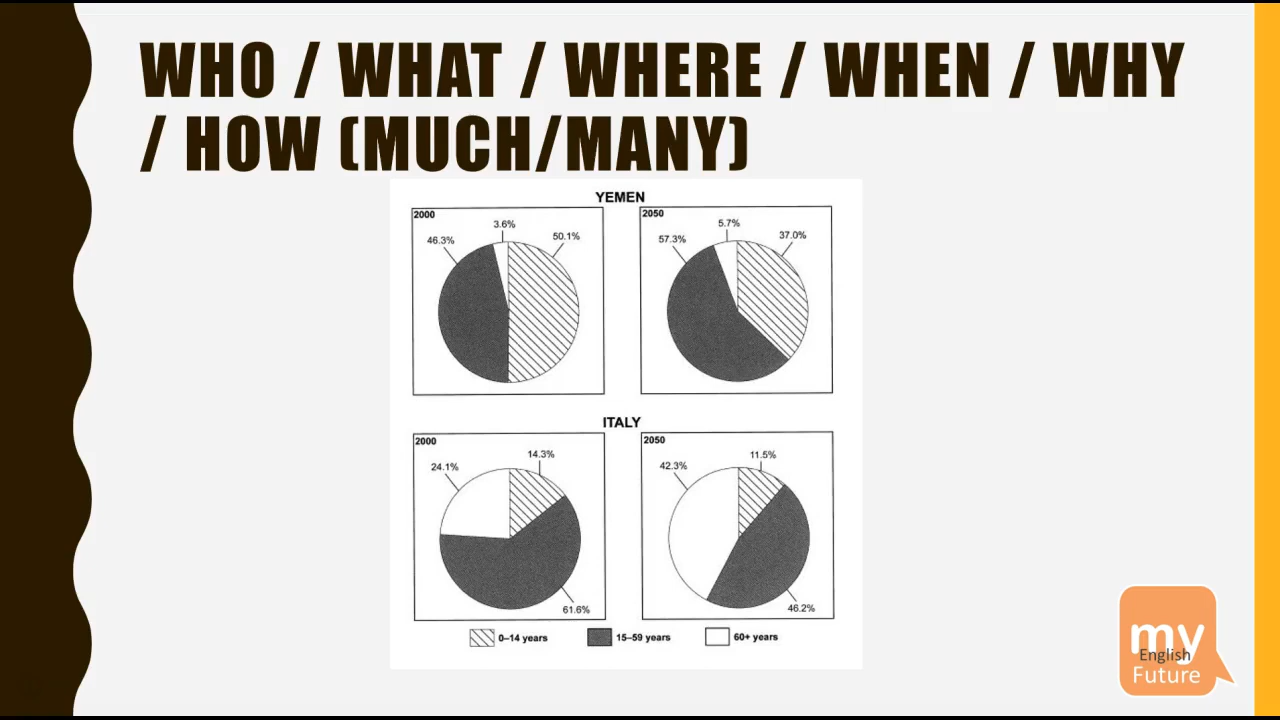 WHO / WHAT / WHERE / WHEN / WHY
/ HOW (MUCH/MANY)
YEMEN
2000
3.6%
46.3%
50.1%
2050
5.7%
57.3%
37.0%
ITALY
2000
14.3%
24.1%
61.6%
2050
11.5%
42.3%
46.2%
0–14 years
15–59 years
60+ years
my
English
Future